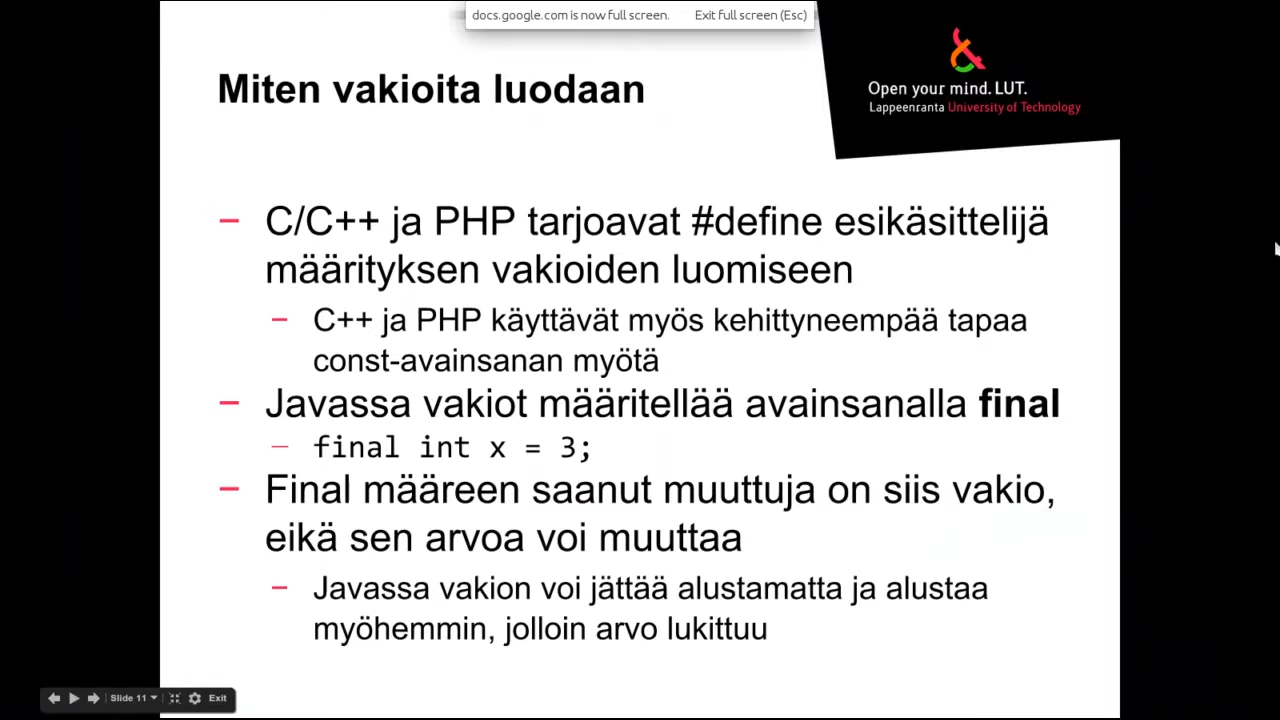 docs.google.com is now full screen. Exit full screen (Esc)
Miten vakioita luodaan
Open your mind. LUT.
Lappeenranta University of Technology
– C/C++ ja PHP tarjoavat #define esikäsittelijä
määrityksen vakioiden luomiseen
– C++ ja PHP käyttävät myös kehittyneempää tapaa
const-avainsanan myötä
– Javassa vakiot määritellää avainsanalla final
– final int x = 3;
– Final määreen saanut muuttuja on siis vakio,
eikä sen arvoa voi muuttaa
– Javassa vakion voi jättää alustamatta ja alustaa
myöhemmin, jolloin arvo lukittuu
Slide 11 Exit